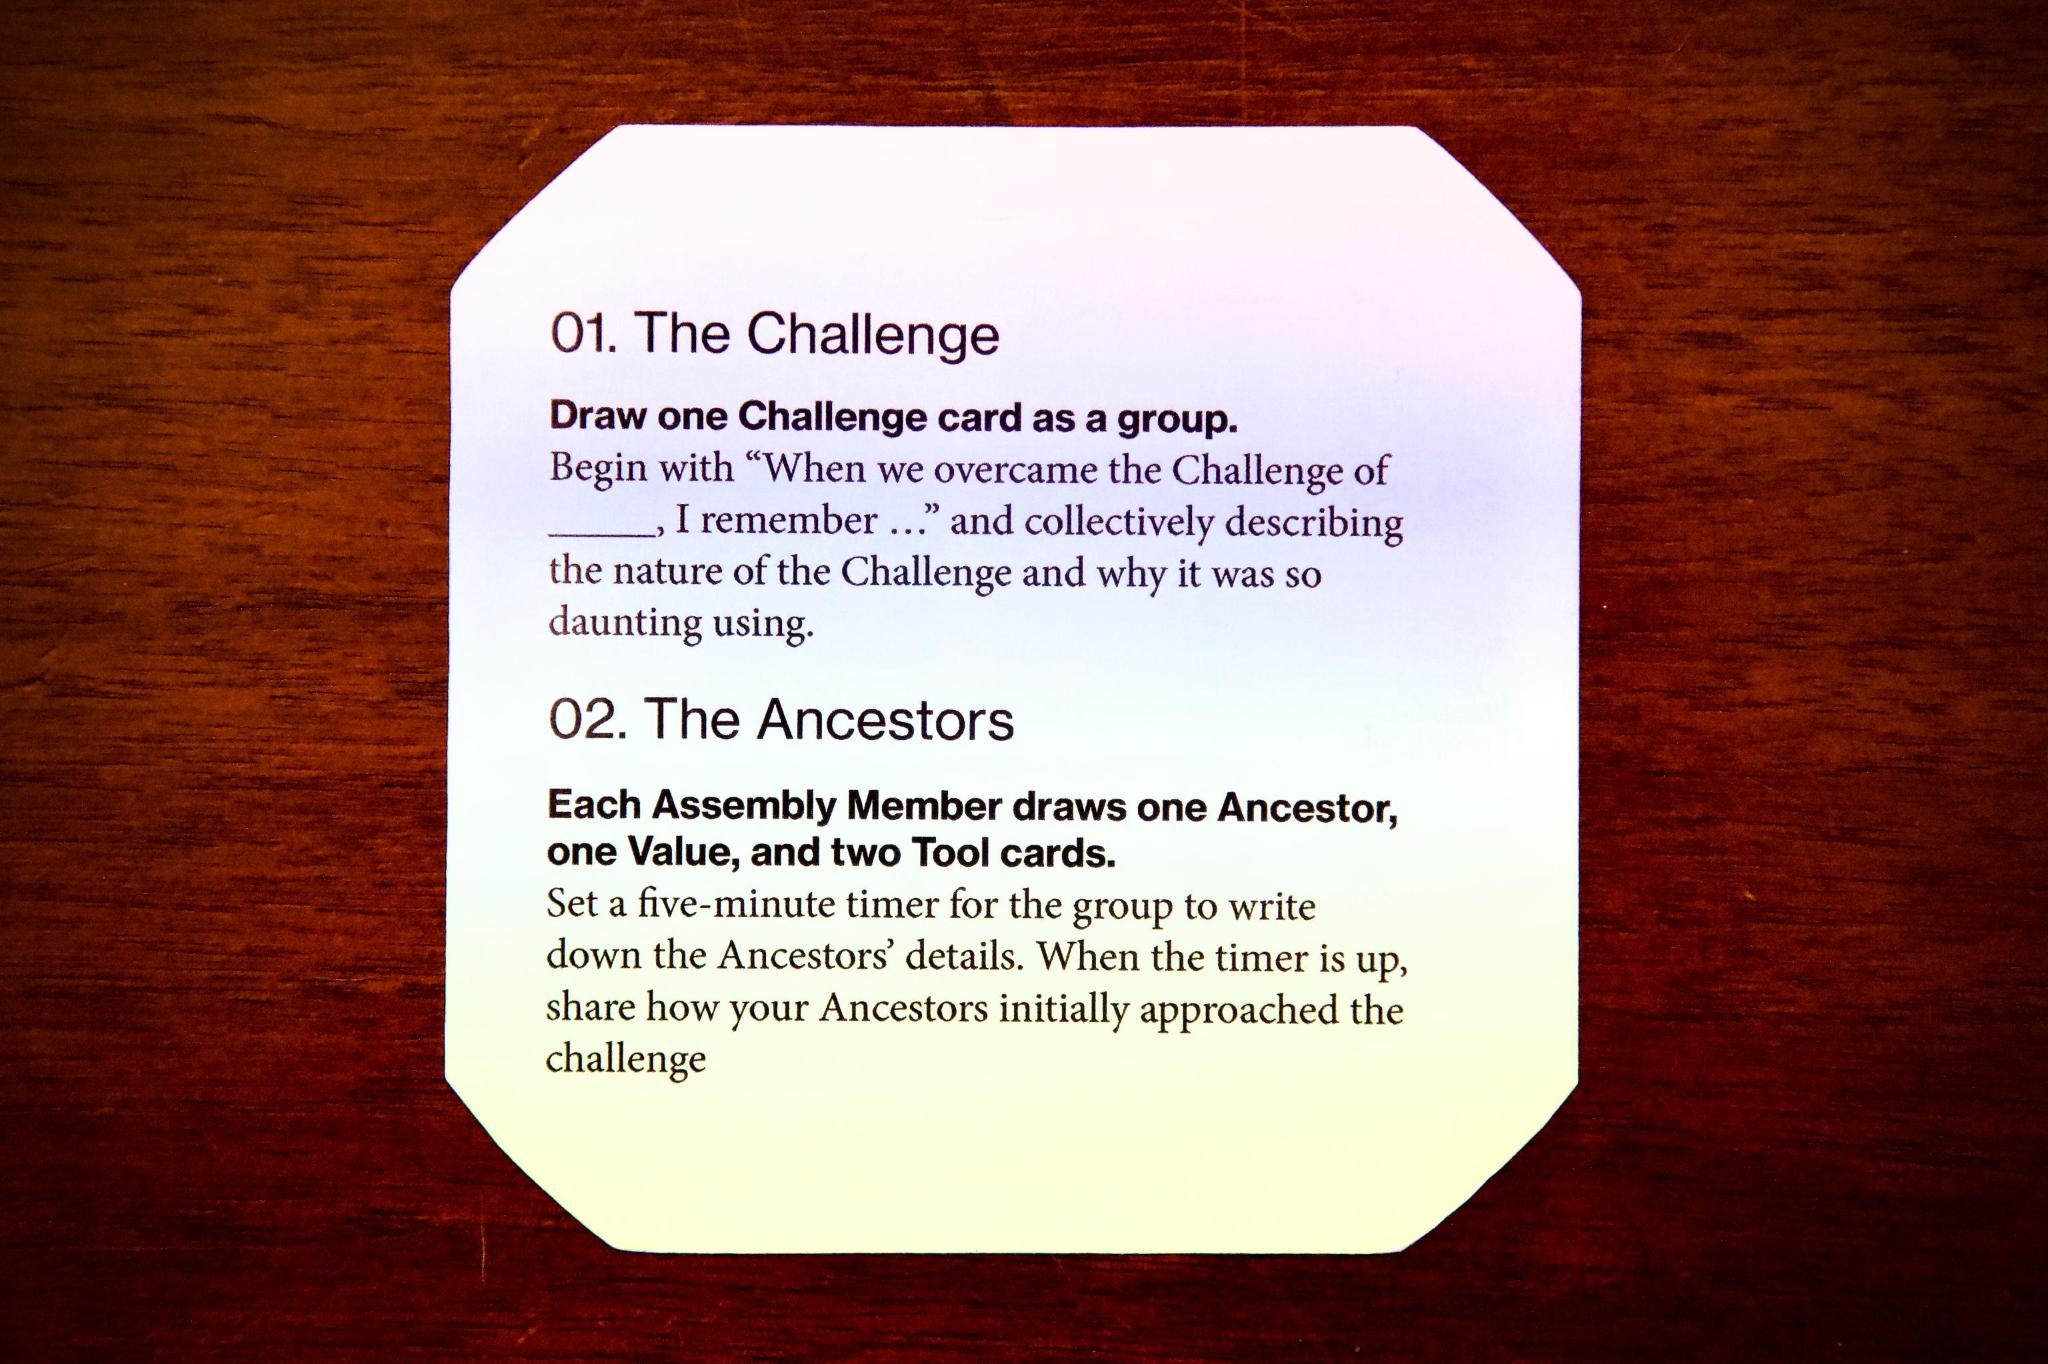 01. The Challenge
Draw one Challenge card as a group.
Begin with “When we overcame the Challenge of
_____, I remember …” and collectively describing
the nature of the Challenge and why it was so
daunting using.
02. The Ancestors
Each Assembly Member draws one Ancestor,
one Value, and two Tool cards.
Set a five-minute timer for the group to write
down the Ancestors’ details. When the timer is up,
share how your Ancestors initially approached the
challenge